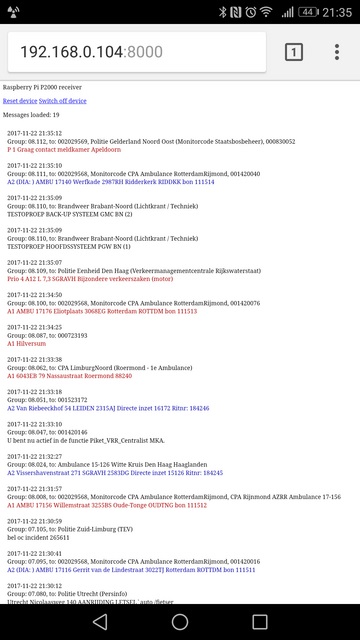 44 21:35
192.168.0.104:8000
1
Raspberry Pi P2000 receiver
Reset device Switch off device
Messages loaded: 19
2017-11-22 21:35:12
Group: 08.112, to: 002029569, Politie Gelderland Noord Oost (Monitorcode Staatsbosbeheer), 000830052
P 1 Graag contact meldkamer Apeldoorn
2017-11-22 21:35:10
Group: 08.111, to: 002029568, Monitorcode CPA Ambulance RotterdamRijmond, 001420040
A2 (DIA: ) AMBU 17140 Werfkade 2987RH Ridderkerk RIDDKK bon 111514
2017-11-22 21:35:09
Group: 08.110, to: Brandweer Brabant-Noord (Lichtkrant / Techniek)
TESTOPROEP BACK-UP SYSTEEM GMC BN (2)
2017-11-22 21:35:09
Group: 08.110, to: Brandweer Brabant-Noord (Lichtkrant / Techniek)
TESTOPROEP HOOFDSSYSTEEM PGW BN (1)
2017-11-22 21:35:07
Group: 08.109, to: Politie Eenheid Den Haag (Verkeermanagementcentrale Rijkswaterstaat)
Prio 4 A12 L 7,3 SGRAVH Bijzondere verkeerszaken (motor)
2017-11-22 21:34:50
Group: 08.100, to: 002029568, Monitorcode CPA Ambulance RotterdamRijmond, 001420076
A1 AMBU 17176 Eliotplaats 3068EG Rotterdam ROTTDM bon 111513
2017-11-22 21:34:25
Group: 08.087, to: 000723193
A1 Hilversum
2017-11-22 21:33:38
Group: 08.062, to: CPA LimburgNoord (Roermond - 1e Ambulance)
A1 6043EB 79 Nassaustraat Roermond 88240
2017-11-22 21:33:18
Group: 08.051, to: 001523172
A2 Van Riebeeckhof 54 LEIDEN 2315AJ Directe inzet 16172 Ritnr: 184246
2017-11-22 21:33:10
Group: 08.047, to: 001420146
U bent nu actief in de functie Piket_VRR_Centralist MKA.
2017-11-22 21:32:27
Group: 08.024, to: Ambulance 15-126 Witte Kruis Den Haag Haaglanden
A2 Vissershavenstraat 271 SGRAVH 2583DG Directe inzet 15126 Ritnr: 184245
2017-11-22 21:31:57
Group: 08.008, to: 002029568, Monitorcode CPA Ambulance RotterdamRijmond, CPA Rijnmond AZRR Ambulance 17-156
A1 AMBU 17156 Willemstraat 3255BS Oude-Tonge OUDTNG bon 111512
2017-11-22 21:30:59
Group: 07.105, to: Politie Zuid-Limburg (TEV)
bel oc incident 265611
2017-11-22 21:30:41
Group: 07.095, to: 002029568, Monitorcode CPA Ambulance RotterdamRijmond, 001420016
A2 (DIA: ) AMBU 17116 Gerrit van de Lindestraat 3022TJ Rotterdam ROTTDM bon 111511
2017-11-22 21:30:12
Group: 07.080, to: Politie Utrecht (Persinfo)
Utrecht Nicolaasweg 140 AANRIJDING LETSEL`auto /fietser